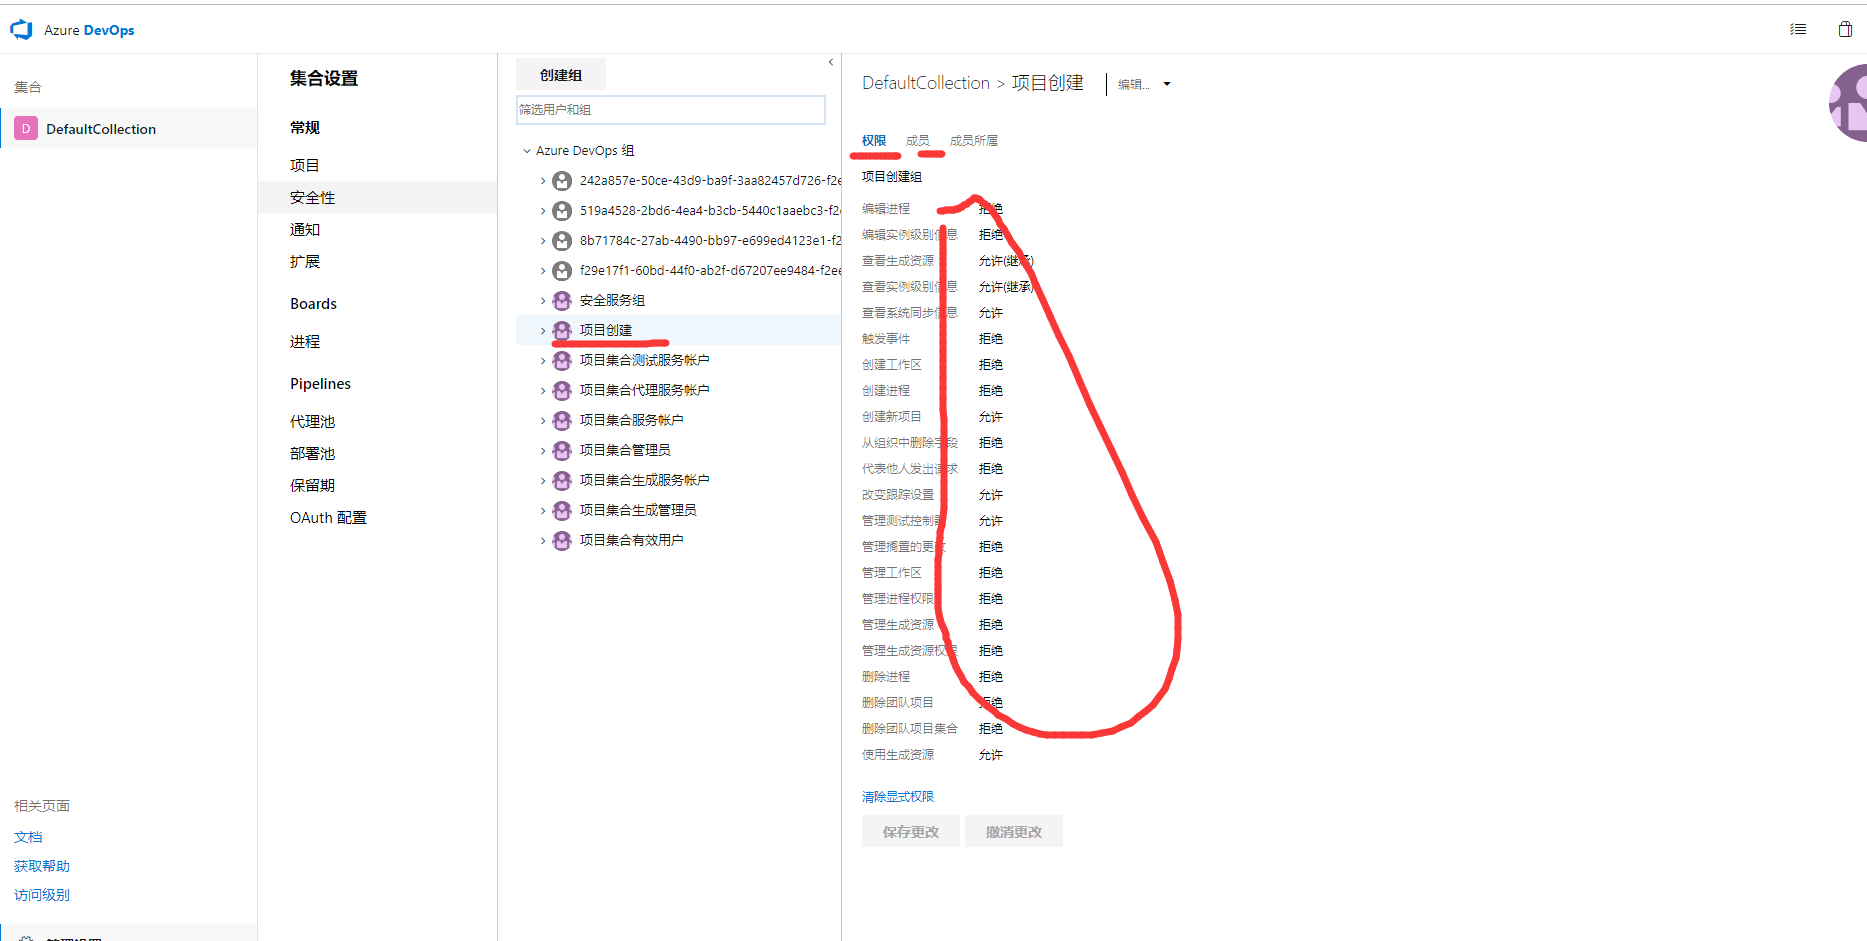 Azure DevOps
集合
D DefaultCollection
相关页面
文档
获取帮助
访问级别
管理设置
集合设置
常规
项目
安全性
通知
扩展
Boards
进程
Pipelines
代理池
部署池
保留期
OAuth 配置
创建组
筛选用户和组
Azure DevOps 组
242a857e-50ce-43d9-ba9f-3aa82457d726-f2e
519a4528-2bd6-4ea4-b3cb-5440c1aaebc3-f2
8b71784c-27ab-4490-bb97-e699ed4123e1-f2
f29e17f1-60bd-44f0-ab2f-d67207ee9484-f2ee
安全服务组
项目创建
项目集合测试服务帐户
项目集合代理服务帐户
项目集合服务帐户
项目集合管理员
项目集合生成服务帐户
项目集合生成管理员
项目集合有效用户
DefaultCollection > 项目创建 编辑...
权限 成员 成员所属
项目创建组
编辑进程 拒绝
编辑实例级别信息 拒绝
查看生成资源 允许(继承)
查看实例级别信息 允许(继承)
查看系统同步信息 允许
触发事件 拒绝
创建工作区 拒绝
创建进程 拒绝
创建新项目 允许
从组织中删除字段 拒绝
代表他人发出请求 拒绝
改变跟踪设置 允许
管理测试控制器 允许
管理搁置的更改 拒绝
管理工作区 拒绝
管理进程权限 拒绝
管理生成资源 拒绝
管理生成资源权限 拒绝
删除进程 拒绝
删除团队项目 拒绝
删除团队项目集合 拒绝
使用生成资源 允许
清除显式权限
保存更改 撤消更改